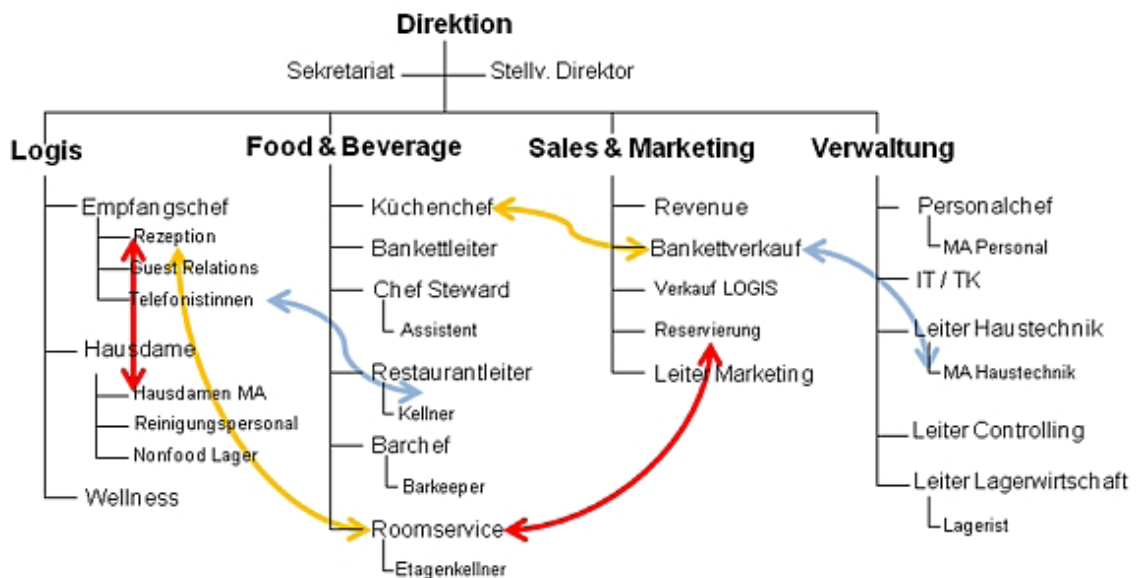 Direktion
Sekretariat
Stellv. Direktor
Logis
Empfangschef
Rezeption
Guest Relations
Telefonistinnen
Hausdame
Hausdamen MA
Reinigungspersonal
Nonfood Lager
Wellness
Food & Beverage
Küchenchef
Bankettleiter
Chef Steward
Assistent
Restaurantleiter
Kellner
Barchef
Barkeeper
Roomservice
Etagenkellner
Sales & Marketing
Revenue
Bankettverkauf
Verkauf LOGIS
Reservierung
Leiter Marketing
Verwaltung
Personalchef
MA Personal
IT / TK
Leiter Haustechnik
MA Haustechnik
Leiter Controlling
Leiter Lagerwirtschaft
Lagerist